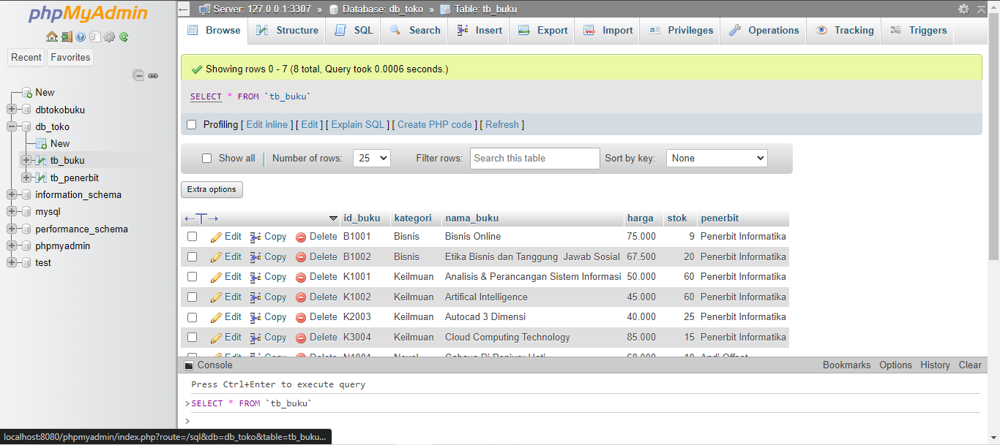 phpMyAdmin
Recent Favorites
New
dbtokobuku
db_toko
New
tb_buku
tb_penerbit
information_schema
mysql
performance_schema
phpmyadmin
test
Server: 127.0.0.1:3307 » Database: db_toko » Table: tb_buku
Browse Structure SQL Search Insert Export Import Privileges Operations Tracking Triggers
Showing rows 0 - 7 (8 total, Query took 0.0006 seconds.)
SELECT * FROM `tb_buku`
Profiling [ Edit inline ] [ Edit ] [ Explain SQL ] [ Create PHP code ] [ Refresh ]
Show all Number of rows: 25 Filter rows: Search this table Sort by key: None
Extra options
←T→ id_buku kategori nama_buku harga stok penerbit
Edit Copy Delete B1001 Bisnis Bisnis Online 75.000 9 Penerbit Informatika
Edit Copy Delete B1002 Bisnis Etika Bisnis dan Tanggung Jawab Sosial 67.500 20 Penerbit Informatika
Edit Copy Delete K1001 Keilmuan Analisis & Perancangan Sistem Informasi 50.000 60 Penerbit Informatika
Edit Copy Delete K1002 Keilmuan Artifical Intelligence 45.000 60 Penerbit Informatika
Edit Copy Delete K2003 Keilmuan Autocad 3 Dimensi 40.000 25 Penerbit Informatika
Edit Copy Delete K3004 Keilmuan Cloud Computing Technology 85.000 15 Penerbit Informatika
Edit Copy Delete N1001 Novel
Console Bookmarks Options History Clear
Press Ctrl+Enter to execute query
>SELECT * FROM `tb_buku`
>
localhost:8080/phpmyadmin/index.php?route=/sql&db=db_toko&table=tb_buku...